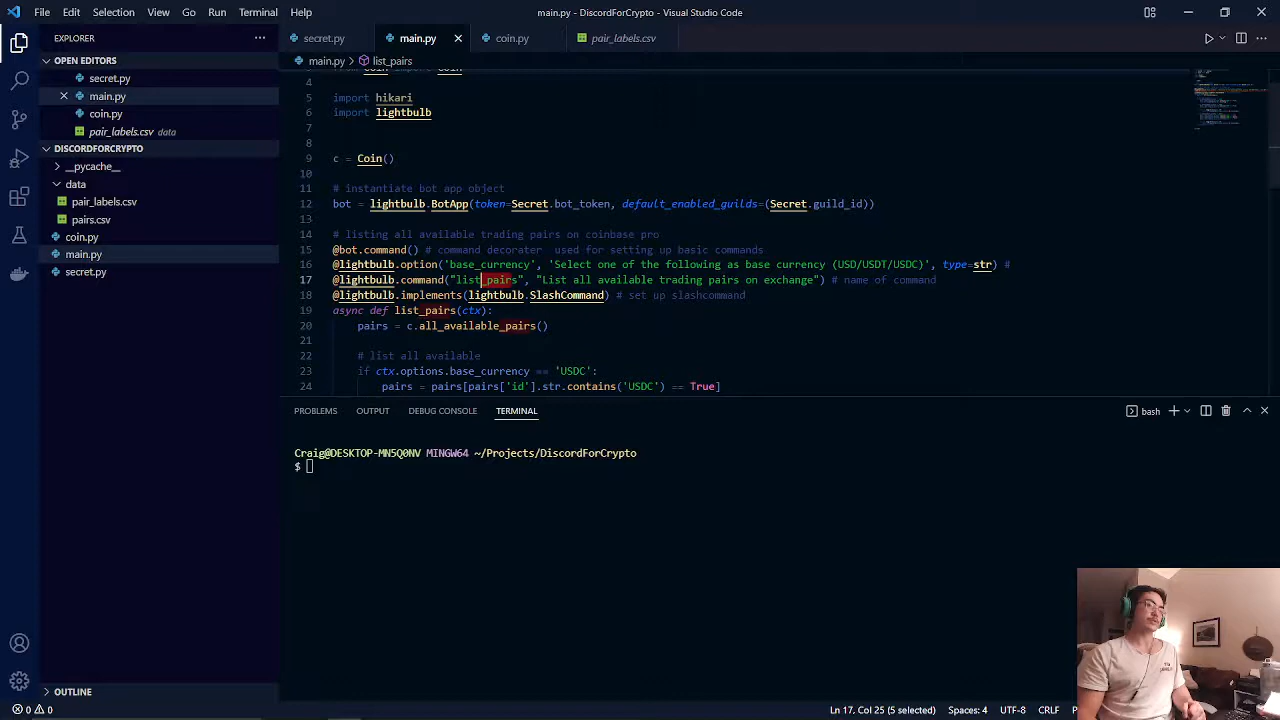 File Edit Selection View Go Run Terminal Help
main.py - DiscordForCrypto - Visual Studio Code
EXPLORER
secret.py main.py coin.py pair_labels.csv
OPEN EDITORS
main.py > list_pairs
secret.py
main.py
coin.py
pair_labels.csv data
DISCORDFORCRYPTO
__pycache__
data
pair_labels.csv
pairs.csv
coin.py
main.py
secret.py
4
5 import hikari
6 import lightbulb
7
8
9 c = Coin()
10
11 # instantiate bot app object
12 bot = lightbulb.BotApp(token=Secret.bot_token, default_enabled_guilds=(Secret.guild_id))
13
14 # listing all available trading pairs on coinbase pro
15 @bot.command() # command decorater  used for setting up basic commands
16 @lightbulb.option('base_currency', 'Select one of the following as base currency (USD/USDT/USDC)', type=str) #
17 @lightbulb.command("list_pairs", "List all available trading pairs on exchange") # name of command
18 @lightbulb.implements(lightbulb.SlashCommand) # set up slashcommand
19 async def list_pairs(ctx):
20 pairs = c.all_available_pairs()
21
22 # list all available
23 if ctx.options.base_currency == 'USDC':
24 pairs = pairs[pairs['id'].str.contains('USDC') == True]
PROBLEMS OUTPUT DEBUG CONSOLE TERMINAL
bash
Craig@DESKTOP-MN5Q0NV MINGW64 ~/Projects/DiscordForCrypto
$
OUTLINE
0 0
Ln 17, Col 25 (5 selected) Spaces: 4 UTF-8 CRLF